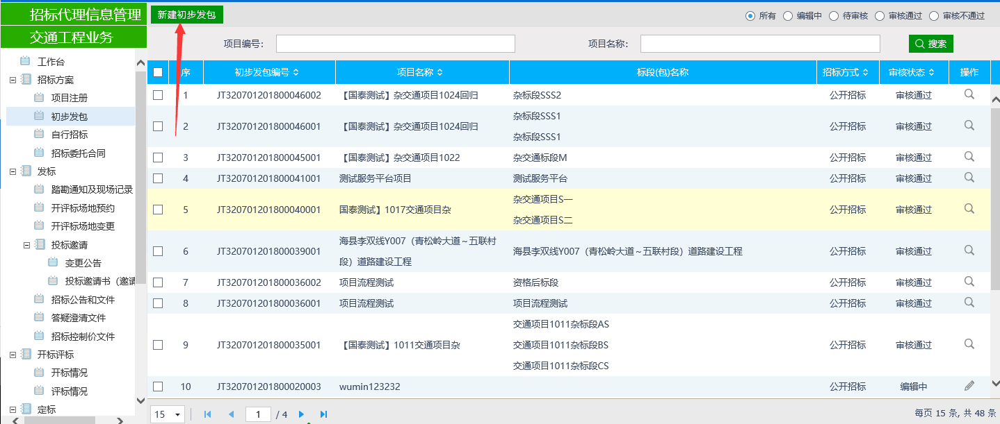 招标代理信息管理
交通工程业务
工作台
招标方案
项目注册
初步发包
自行招标
招标委托合同
发标
踏勘通知及现场记录
开评标场地预约
开评标场地变更
投标邀请
变更公告
投标邀请书（邀请
招标公告和文件
答疑澄清文件
招标控制价文件
开标评标
开标情况
评标情况
定标
新建初步发包
所有 编辑中 待审核 审核通过 审核不通过
项目编号： 项目名称： 搜索
序 初步发包编号 项目名称 标段(包)名称 招标方式 审核状态 操作
1 JT320701201800046002 【国泰测试】杂交通项目1024回归 杂标段SSS2 公开招标 审核通过
杂标段SSS1
2 JT320701201800046001 【国泰测试】杂交通项目1024回归 公开招标 审核通过
杂标段SSS1
3 JT320701201800045001 【国泰测试】杂交通项目1022 杂交通标段M 公开招标 审核通过
4 JT320701201800041001 测试服务平台项目 测试服务平台 公开招标 审核通过
杂交通项目S一
5 JT320701201800040001 国泰测试】1017交通项目杂 公开招标 审核通过
杂交通项目S二
海县李双线Y007（青松岭大道～五联村
6 JT320701201800039001 海县李双线Y007（青松岭大道～五联村段）道路建设工程 公开招标 审核通过
段）道路建设工程
7 JT320701201800036002 项目流程测试 资格后标段 公开招标 审核通过
8 JT320701201800036001 项目流程测试 项目流程测试 公开招标 审核通过
交通项目1011杂标段AS
9 JT320701201800035001 【国泰测试】1011交通项目杂 交通项目1011杂标段BS 公开招标 审核通过
交通项目1011杂标段CS
10 JT320701201800020003 wumin123232 公开招标 编辑中
15 1 / 4 每页 15 条, 共 48 条